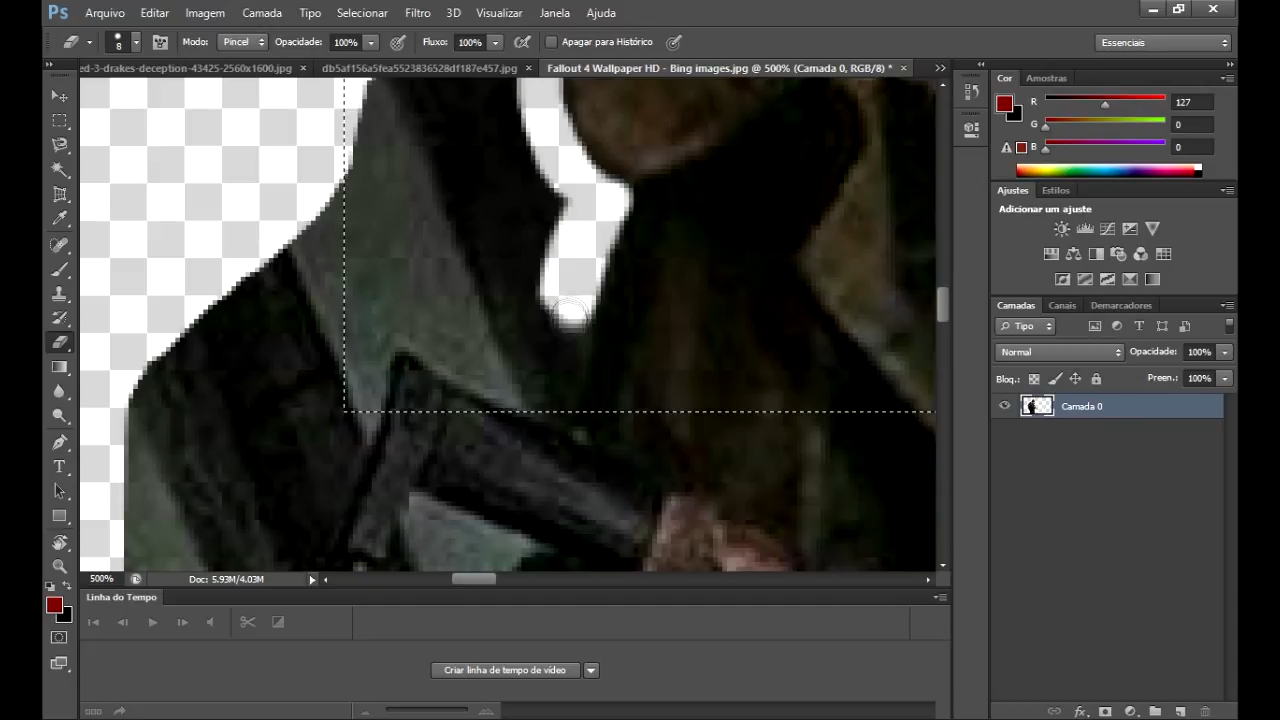 Ps Arquivo Editar Imagem Camada Tipo Selecionar Filtro 3D Visualizar Janela Ajuda
8 Modo: Pincel Opacidade: 100% Fluxo: 100% Apagar para Histórico Essenciais
ed-3-drakes-deception-43425-2560x1600.jpg × db5af156a5fea5523836528df187e457.jpg × Fallout 4 Wallpaper HD - Bing images.jpg @ 500% (Camada 0, RGB/8) * ×
Cor Amostras
R 127
G 0
B 0
Ajustes Estilos
Adicionar um ajuste
Camadas Canais Demarcadores
Tipo
Normal Opacidade: 100%
Bloq.: Preen.: 100%
Camada 0
500% Doc: 5.93M/4.03M
Linha do Tempo
Criar linha de tempo de vídeo